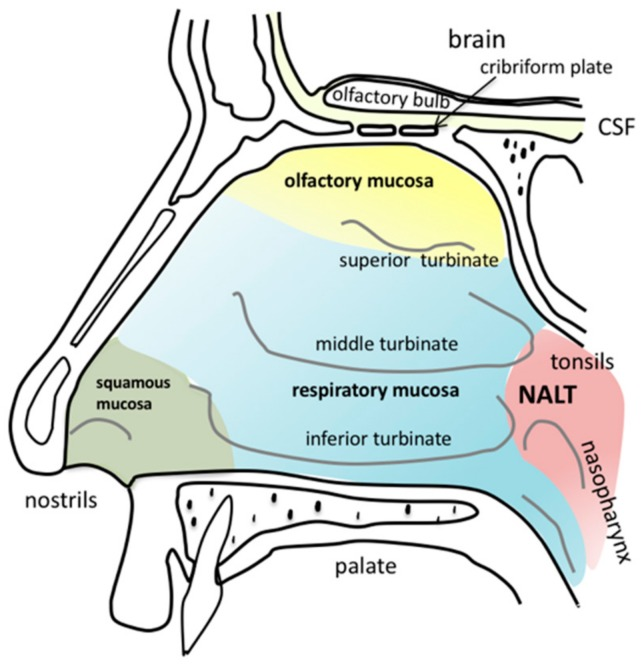 brain
cribriform plate
olfactory bulb
CSF
olfactory mucosa
superior turbinate
middle turbinate
tonsils
squamous
mucosa
respiratory mucosa
NALT
inferior turbinate
nasopharynx
nostrils
palate